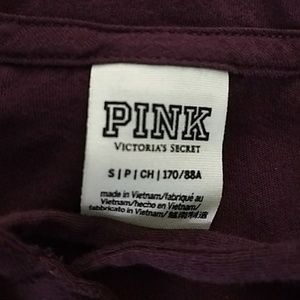 PINK
VICTORIA'S SECRET
S | P | CH | 170/88A
made in Vietnam/fabriqué au
Vietnam/hecho en Vietnam/
fabbricato in Vietnam/越南制造